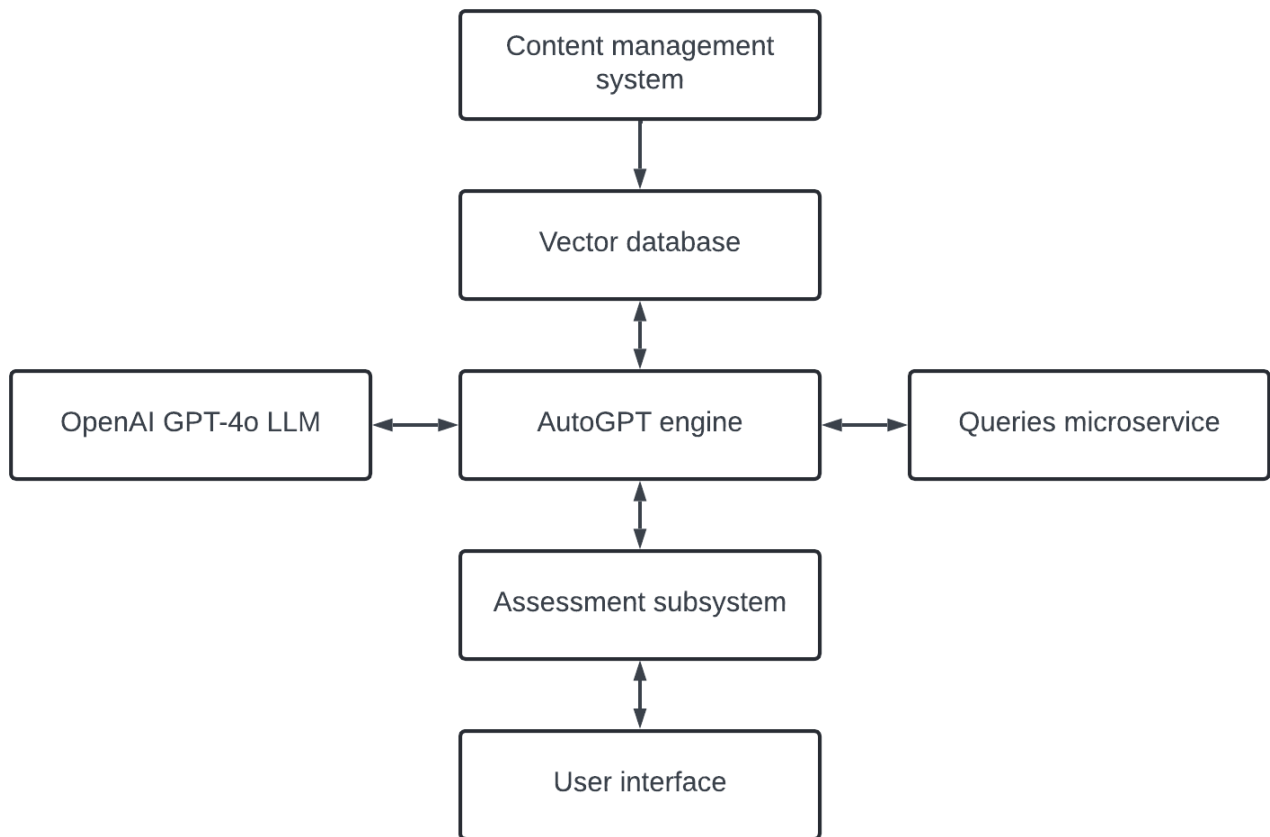 Content management
system
Vector database
OpenAI GPT-4o LLM
AutoGPT engine
Queries microservice
Assessment subsystem
User interface